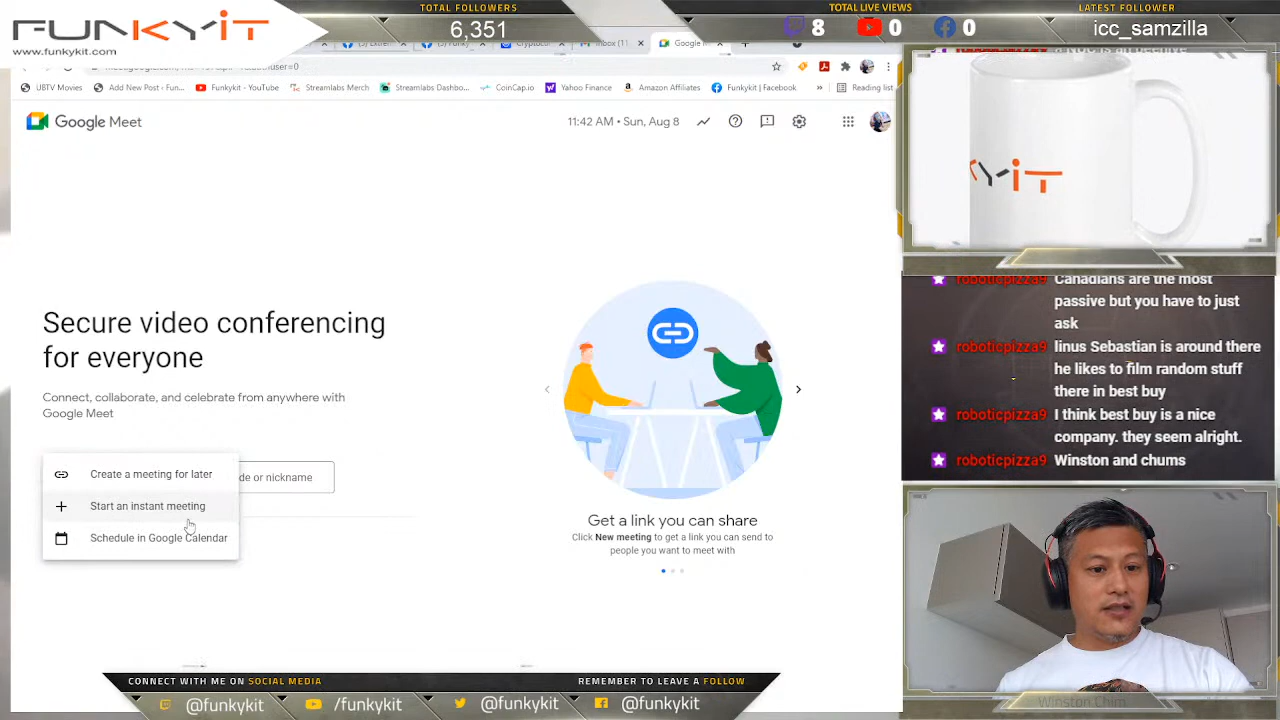 FUNKYKIT
www.funkykit.com
TOTAL FOLLOWERS
6,351
TOTAL LIVE VIEWS
8
0
0
LATEST FOLLOWER
icc_samzilla
Inbox (1)
Google M
UBTV Movies
Add New Post ‹ Fun...
Funkykit - YouTube
Streamlabs Merch
Streamlabs Dashbo...
CoinCap.io
Yahoo Finance
Amazon Affiliates
Funkykit | Facebook
»
Reading list
Google Meet
11:42 AM • Sun, Aug 8
Secure video conferencing
for everyone
Connect, collaborate, and celebrate from anywhere with
Google Meet
Create a meeting for later
Start an instant meeting
Schedule in Google Calendar
de or nickname
Get a link you can share
Click New meeting to get a link you can send to
people you want to meet with
YiT
roboticpizza9 Canadians are the most
passive but you have to just
ask
roboticpizza9 linus Sebastian is around there
he likes to film random stuff
there in best buy
roboticpizza9 I think best buy is a nice
company. they seem alright.
roboticpizza9 Winston and chums
Winston Chim
CONNECT WITH ME ON SOCIAL MEDIA
REMEMBER TO LEAVE A FOLLOW
@funkykit
/funkykit
@funkykit
@funkykit